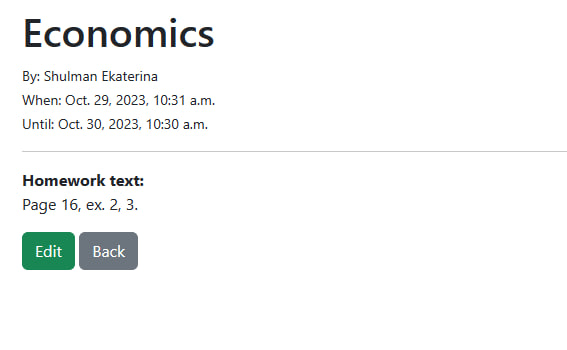 Economics
By: Shulman Ekaterina
When: Oct. 29, 2023, 10:31 a.m.
Until: Oct. 30, 2023, 10:30 a.m.
Homework text:
Page 16, ex. 2, 3.
Edit Back